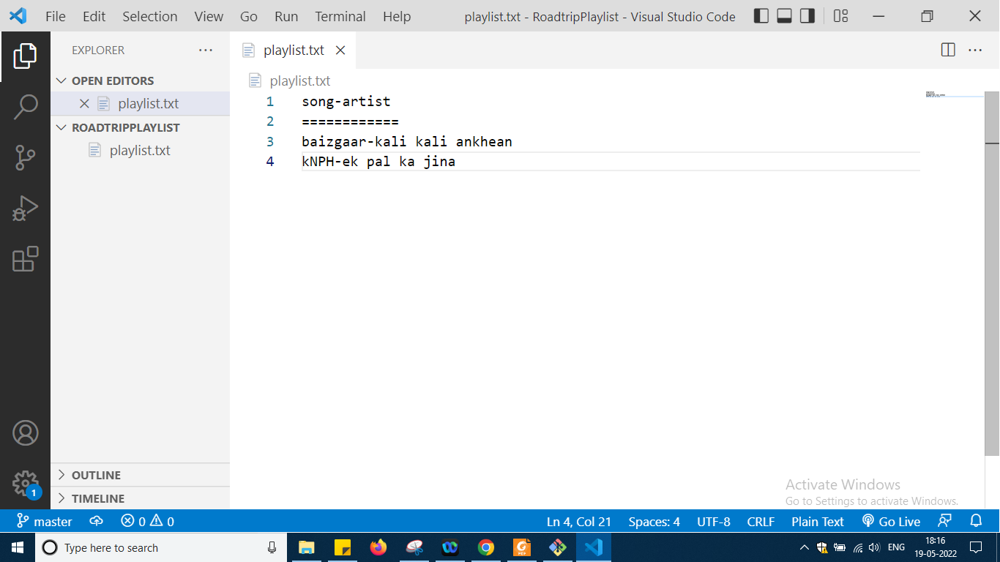 File Edit Selection View Go Run Terminal Help playlist.txt - RoadtripPlaylist - Visual Studio Code
EXPLORER
OPEN EDITORS
playlist.txt
ROADTRIPPLAYLIST
playlist.txt
OUTLINE
TIMELINE
playlist.txt
playlist.txt
1 song-artist
2 ============
3 baizgaar-kali kali ankhean
4 kNPH-ek pal ka jina
Activate Windows
Go to Settings to activate Windows.
1
master 0 0 Ln 4, Col 21 Spaces: 4 UTF-8 CRLF Plain Text Go Live
Type here to search
PDF
ENG
18:16
19-05-2022